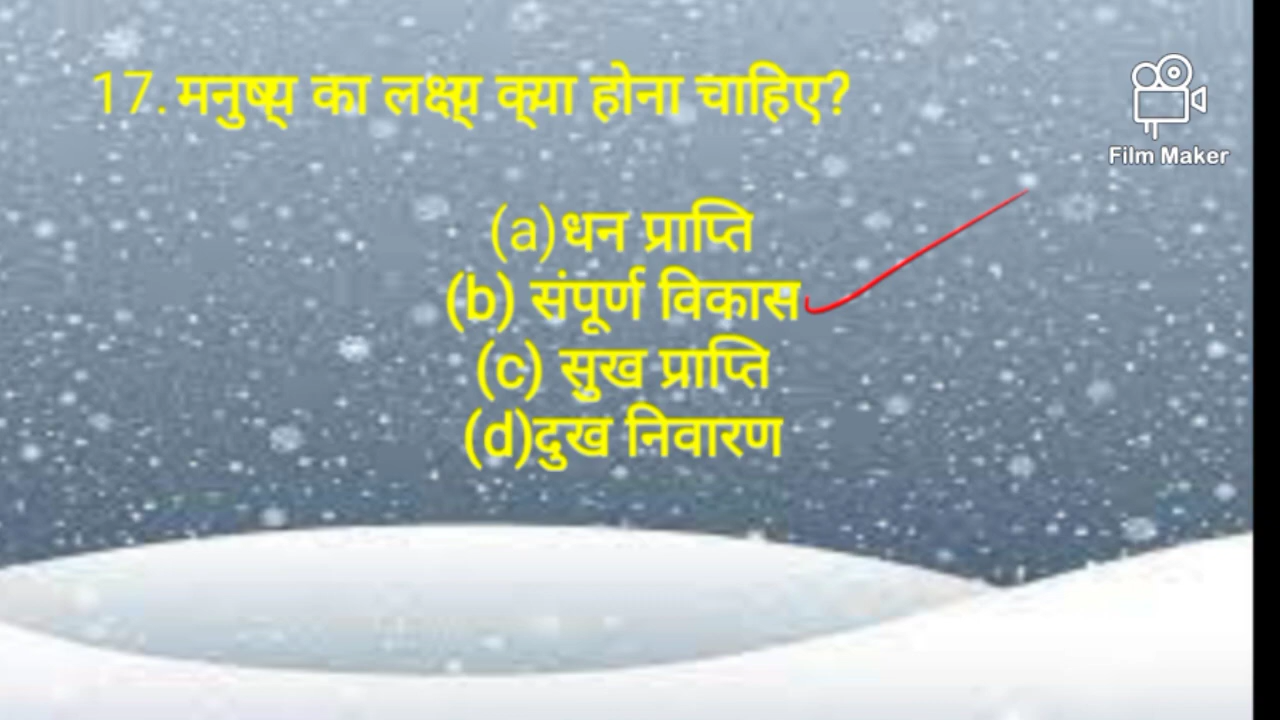 17. मनुष्य का लक्ष्य क्या होना चाहिए?
Film Maker
(a)धन प्राप्ति
(b) संपूर्ण विकास
(c) सुख प्राप्ति
(d)दुख निवारण